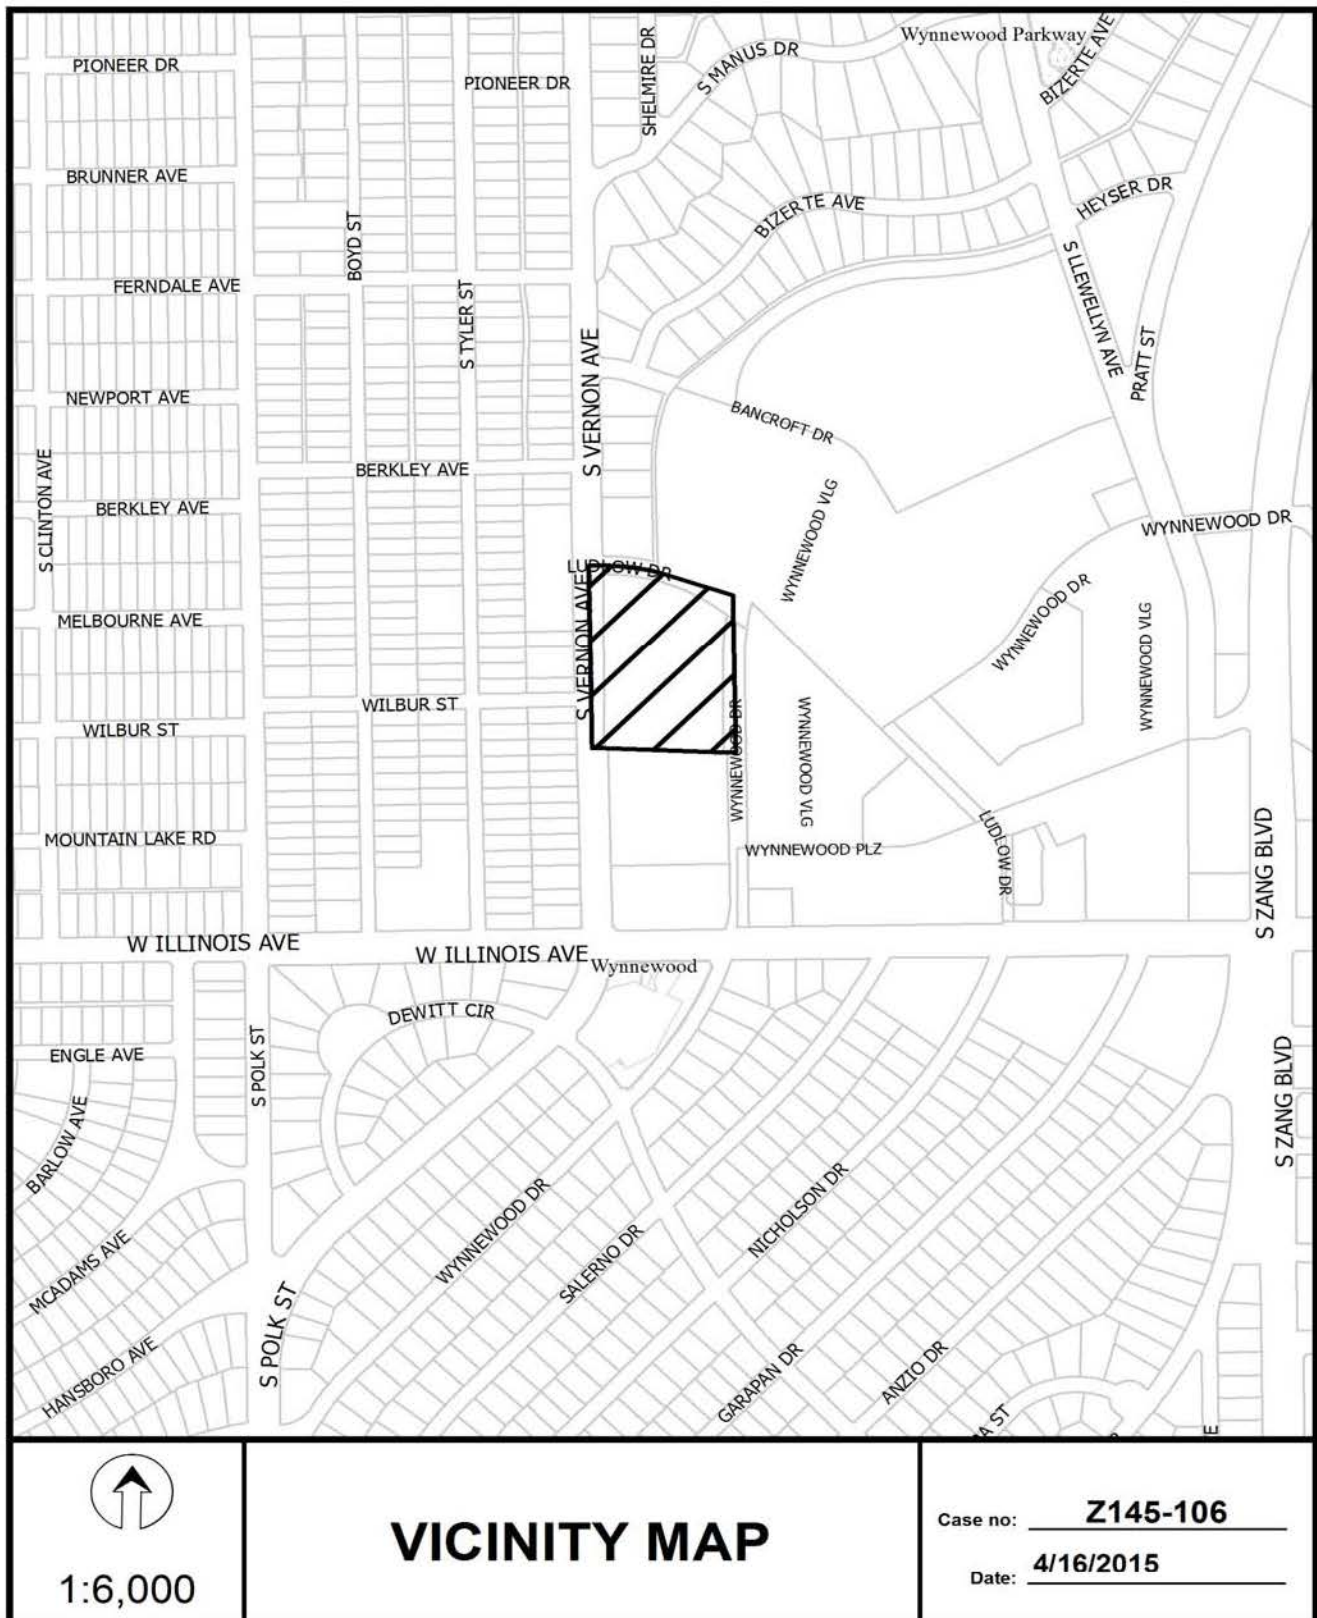 Wynnewood Parkway
S MANUS DR
SHELMIRE DR
BIZERTE AVE
PIONEER DR
PIONEER DR
BRUNNER AVE
BOYD ST
BIZERTE AVE
HEYSER DR
FERNDALE AVE
S TYLER ST
S LLEWELLYN AVE
PRATT ST
S VERNON AVE
NEWPORT AVE
BANCROFT DR
S CLINTON AVE
BERKLEY AVE
BERKLEY AVE
WYNNEWOOD VLG
WYNNEWOOD DR
LUDLOW DR
S VERNON AVE
WYNNEWOOD DR
WYNNEWOOD VLG
MELBOURNE AVE
WILBUR ST
WILBUR ST
WYNNEWOOD DR
WYNNEWOOD VLG
MOUNTAIN LAKE RD
WYNNEWOOD PLZ
LUDLOW DR
S ZANG BLVD
W ILLINOIS AVE
W ILLINOIS AVE
Wynnewood
DEWITT CIR
ENGLE AVE
S POLK ST
S ZANG BLVD
BARLOW AVE
WYNNEWOOD DR
SALERNO DR
NICHOLSON DR
MCADAMS AVE
S POLK ST
HANSBORO AVE
GARAPAN DR
ANZIO DR
ST
E
1:6,000
VICINITY MAP
Case no: Z145-106
Date: 4/16/2015